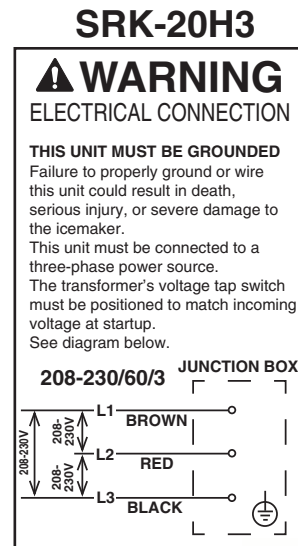 SRK-20H3
WARNING
ELECTRICAL CONNECTION
THIS UNIT MUST BE GROUNDED
Failure to properly ground or wire
this unit could result in death,
serious injury, or severe damage to
the icemaker.
This unit must be connected to a
three-phase power source.
The transformer's voltage tap switch
must be positioned to match incoming
voltage at startup.
See diagram below.
208-230/60/3
JUNCTION BOX
L1
BROWN
208-230V
208-
230V
L2
RED
208-
230V
L3
BLACK